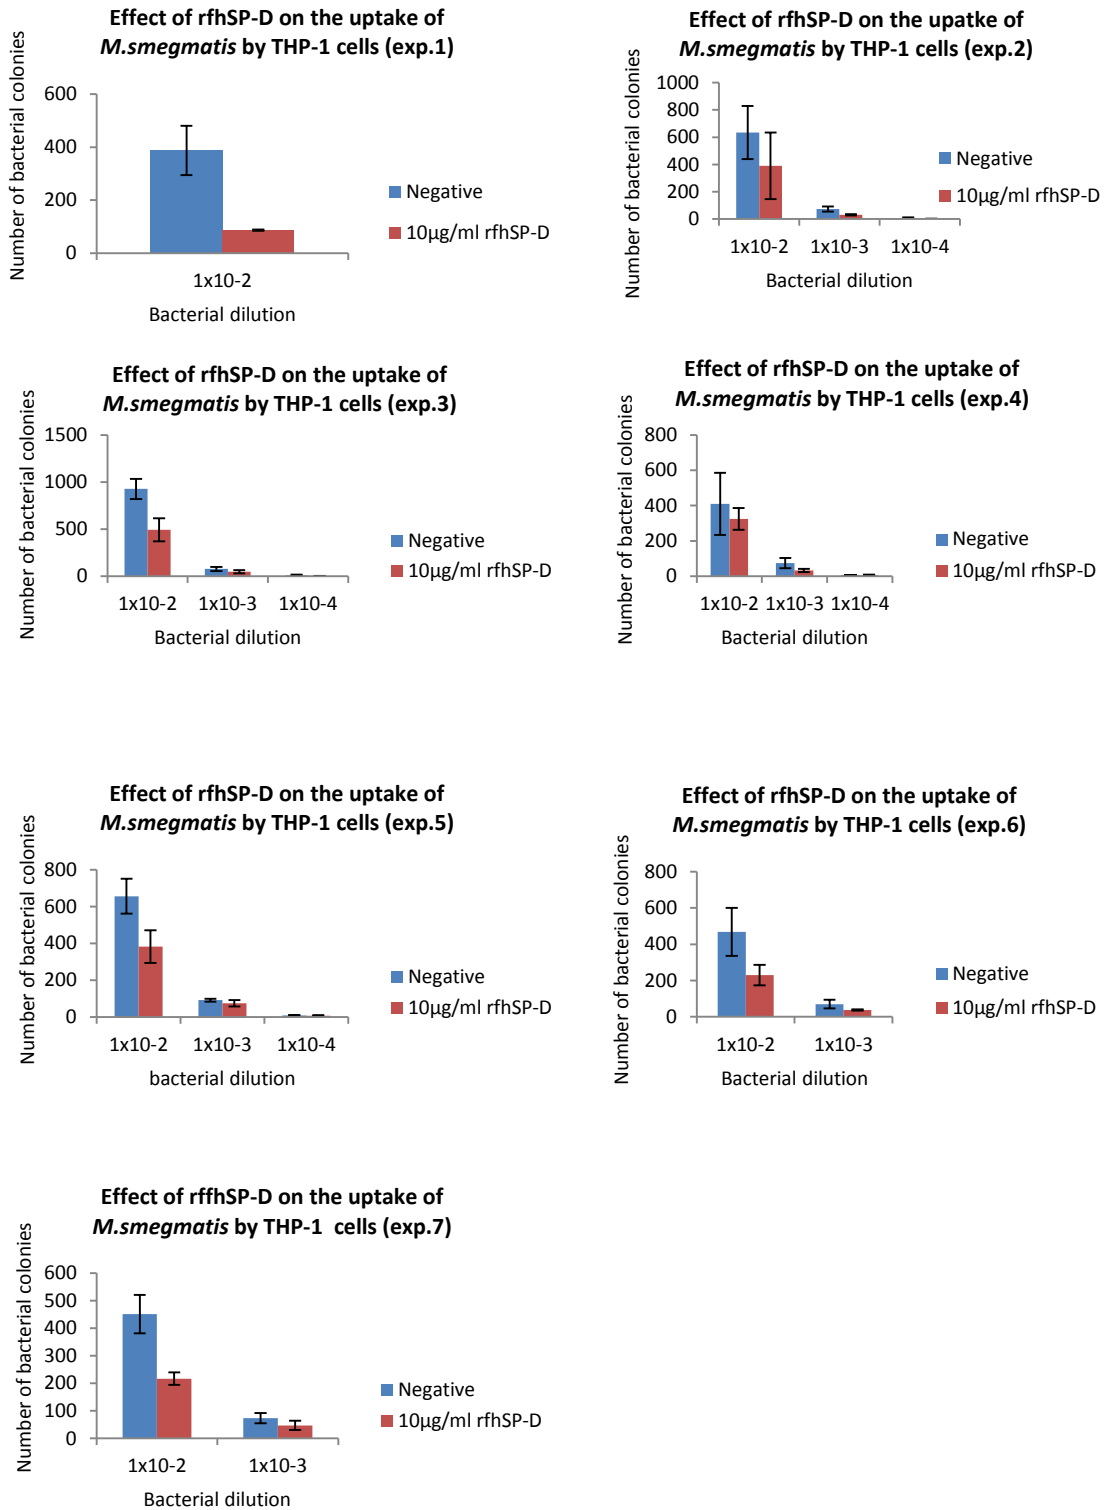 Effect of rfhSP-D on the uptake of
M.smegmatis by THP-1 cells (exp.1)
Number of bacterial colonies
600
400
200
0
1x10-2
Bacterial dilution
Negative
10µg/ml rfhSP-D
Effect of rfhSP-D on the upatke of
M.smegmatis by THP-1 cells (exp.2)
Number of bacterial colonies
1000
800
600
400
200
0
1x10-2 1x10-3 1x10-4
Bacterial dilution
Negative
10µg/ml rfhSP-D
Effect of rfhSP-D on the uptake of
M.smegmatis by THP-1 cells (exp.3)
Number of bacterial colonies
1500
1000
500
0
1x10-2 1x10-3 1x10-4
Bacterial dilution
Negative
10µg/ml rfhSP-D
Effect of rfhSP-D on the uptake of
M.smegmatis by THP-1 cells (exp.4)
Number of bacterial colonies
800
600
400
200
0
1x10-2 1x10-3 1x10-4
Bacterial dilution
Negative
10µg/ml rfhSP-D
Effect of rfhSP-D on the uptake of
M.smegmatis by THP-1 cells (exp.5)
Number of bacterial colonies
800
600
400
200
0
1x10-2 1x10-3 1x10-4
bacterial dilution
Negative
10µg/ml rfhSP-D
Effect of rfhSP-D on the uptake of
M.smegmatis by THP-1 cells (exp.6)
Number of bacterial colonies
800
600
400
200
0
1x10-2 1x10-3
Bacterial dilution
Negative
10µg/ml rfhSP-D
Effect of rffhSP-D on the uptake of
M.smegmatis by THP-1 cells (exp.7)
Number of bacterial colonies
600
500
400
300
200
100
0
1x10-2 1x10-3
Bacterial dilution
Negative
10µg/ml rfhSP-D